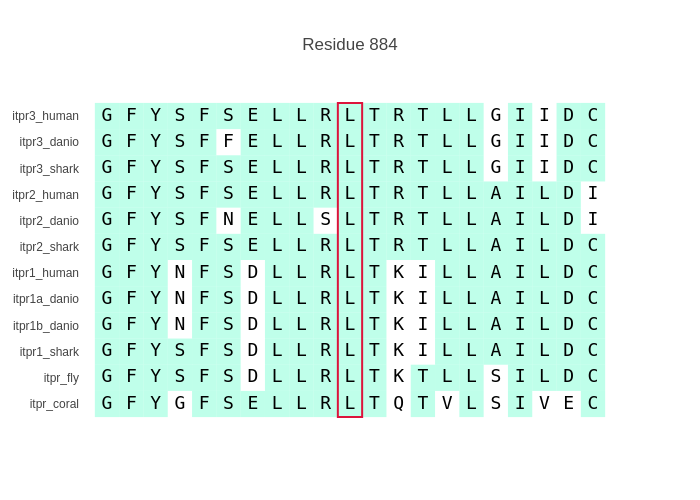 Residue 884
itpr3_human G F Y S F S E L L R L T R T L L G I I D C
itpr3_danio G F Y S F F E L L R L T R T L L G I I D C
itpr3_shark G F Y S F S E L L R L T R T L L G I I D C
itpr2_human G F Y S F S E L L R L T R T L L A I L D I
itpr2_danio G F Y S F N E L L S L T R T L L A I L D I
itpr2_shark G F Y S F S E L L R L T R T L L A I L D C
itpr1_human G F Y N F S D L L R L T K I L L A I L D C
itpr1a_danio G F Y N F S D L L R L T K I L L A I L D C
itpr1b_danio G F Y N F S D L L R L T K I L L A I L D C
itpr1_shark G F Y S F S D L L R L T K I L L A I L D C
itpr_fly G F Y S F S D L L R L T K T L L S I L D C
itpr_coral G F Y G F S E L L R L T Q T V L S I V E C